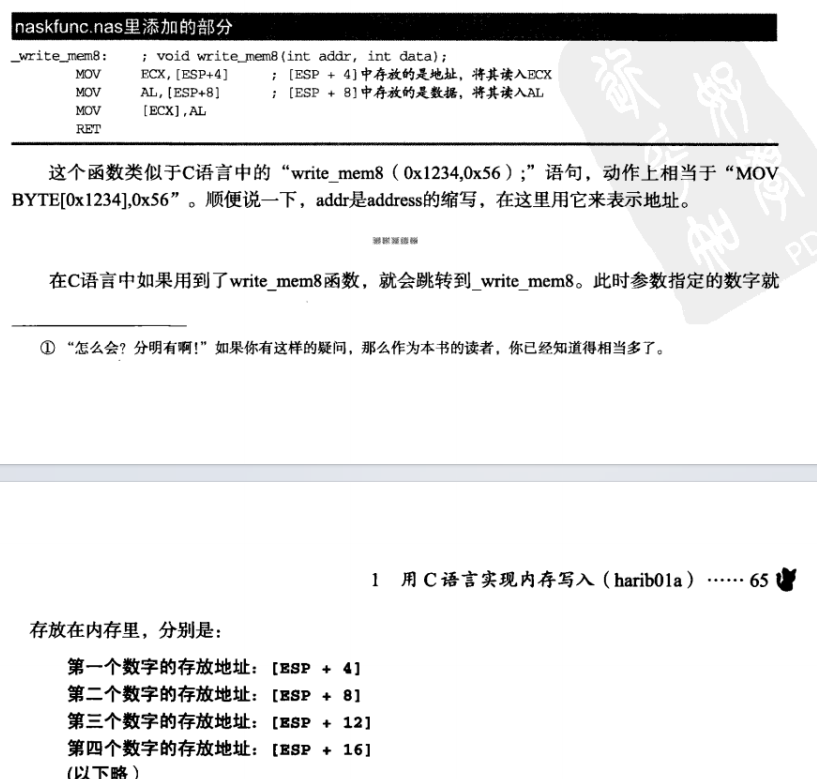 naskfunc.nas里添加的部分
_write_mem8:    ; void write_mem8(int addr, int data);
MOV    ECX,[ESP+4]    ; [ESP + 4]中存放的是地址，将其读入ECX
MOV    AL,[ESP+8]    ; [ESP + 8]中存放的是数据，将其读入AL
MOV    [ECX],AL
RET
这个函数类似于C语言中的“write_mem8（0x1234,0x56）;”语句，动作上相当于“MOV
BYTE[0x1234],0x56”。顺便说一下，addr是address的缩写，在这里用它来表示地址。
在C语言中如果用到了write_mem8函数，就会跳转到_write_mem8。此时参数指定的数字就
① “怎么会？分明有啊！”如果你有这样的疑问，那么作为本书的读者，你已经知道得相当多了。
1 用C语言实现内存写入（harib01a）…… 65
存放在内存里，分别是：
第一个数字的存放地址：[ESP + 4]
第二个数字的存放地址：[ESP + 8]
第三个数字的存放地址：[ESP + 12]
第四个数字的存放地址：[ESP + 16]
(以下略)
PD